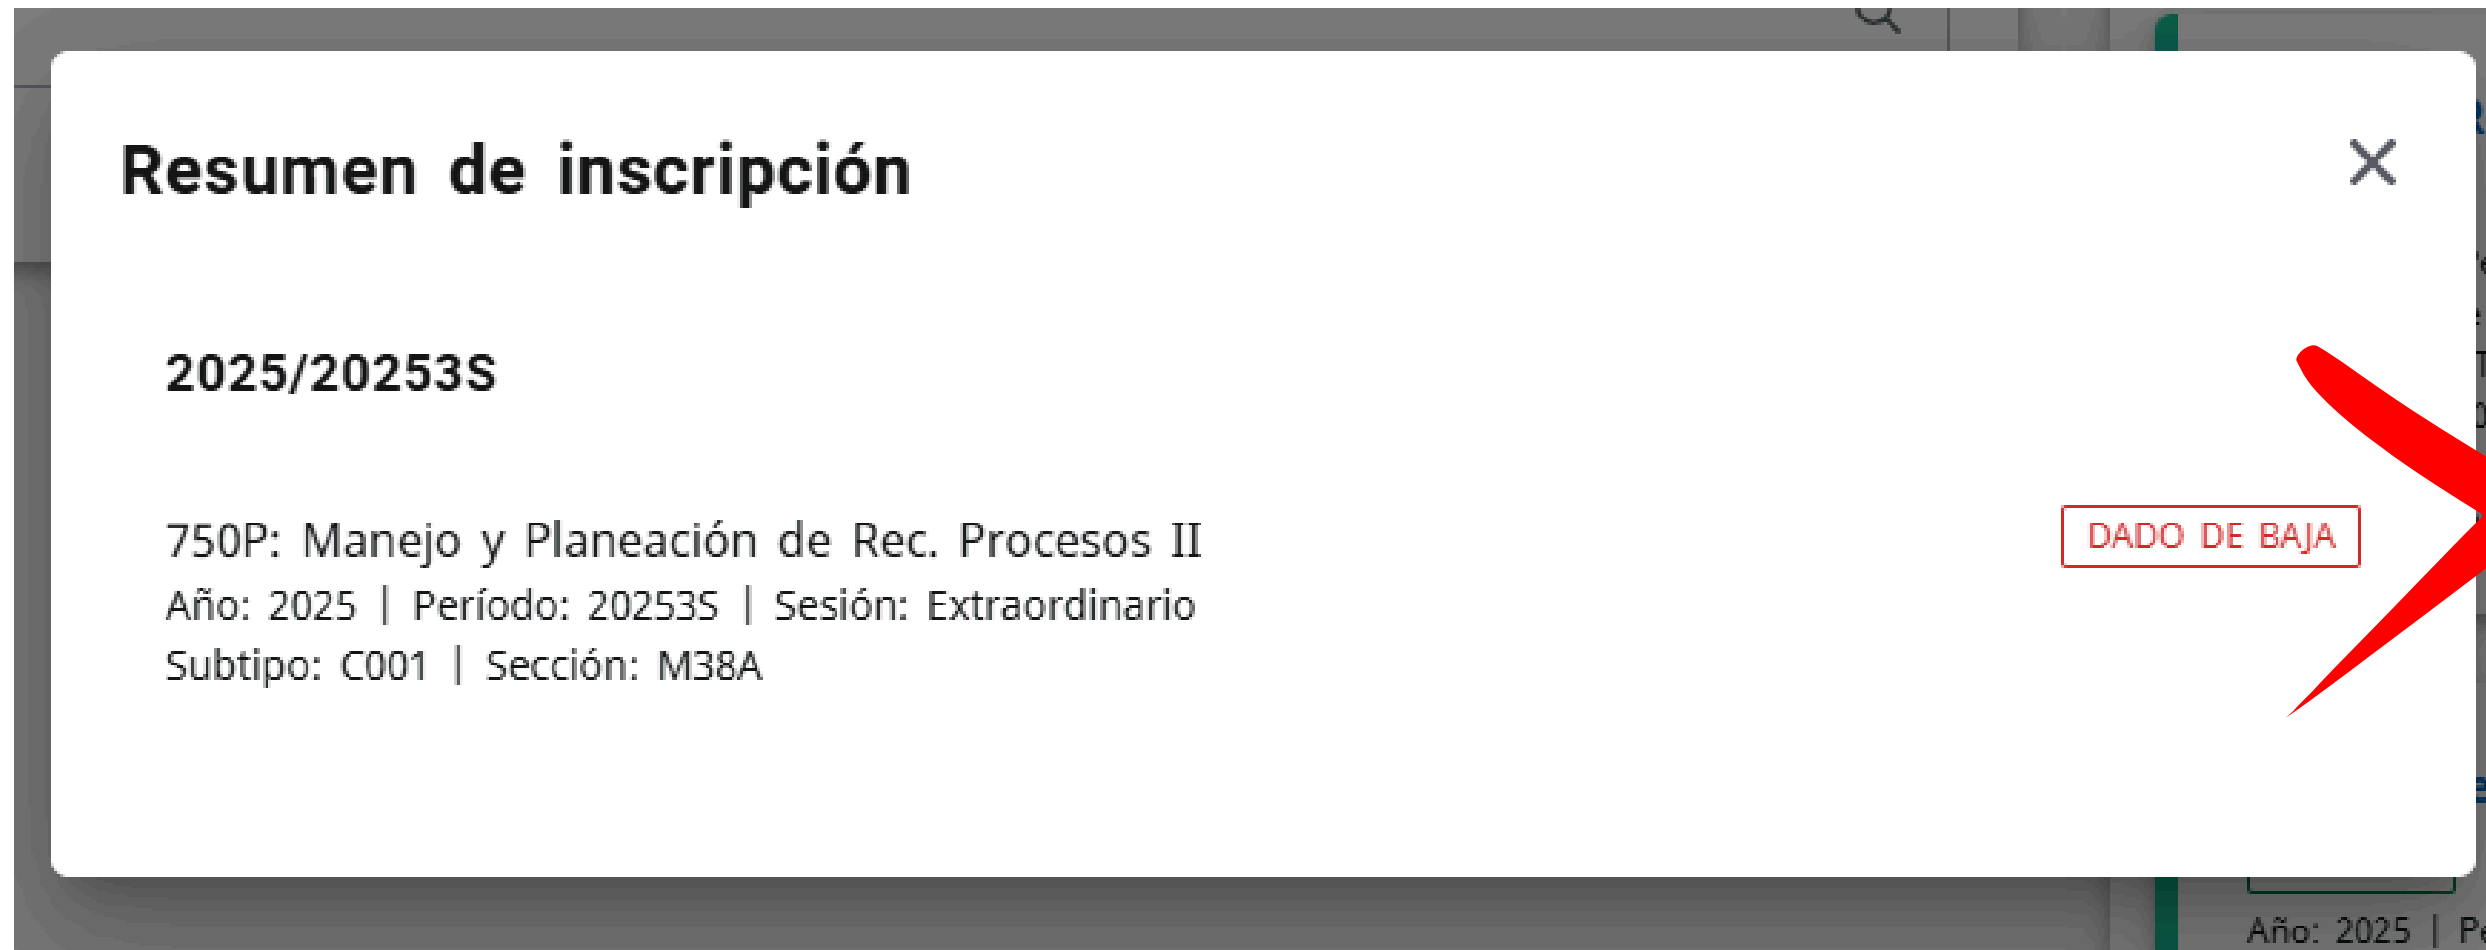 Resumen de inscripción
2025/20253S
750P: Manejo y Planeación de Rec. Procesos II
DADO DE BAJA
Año: 2025 | Período: 20253S | Sesión: Extraordinario
Subtipo: C001 | Sección: M38A
Año: 2025 |